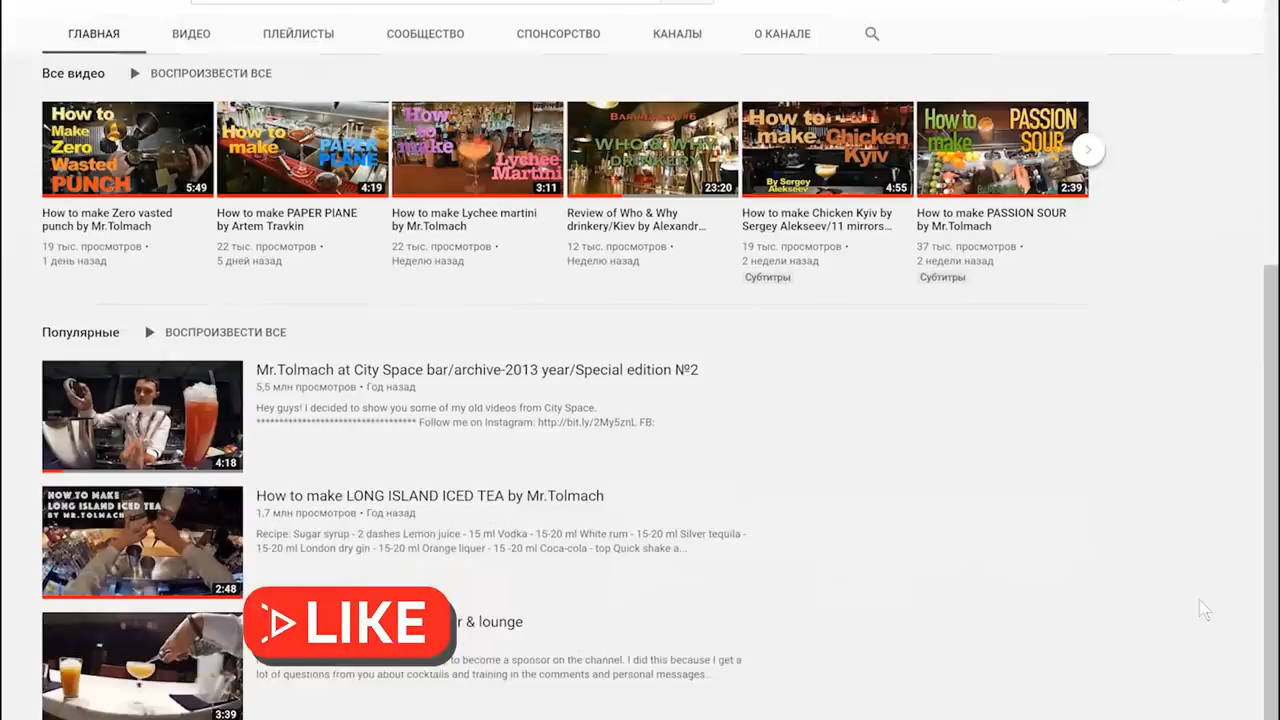 ГЛАВНАЯ ВИДЕО ПЛЕЙЛИСТЫ СООБЩЕСТВО СПОНСОРСТВО КАНАЛЫ О КАНАЛЕ
Все видео ВОСПРОИЗВЕСТИ ВСЕ
How to
Make
Zero
Wasted
PUNCH
5:49
How to make Zero vasted
punch by Mr.Tolmach
19 тыс. просмотров •
1 день назад
How to
make
PAPER
PLANE
4:19
How to make PAPER PlANE
by Artem Travkin
22 тыс. просмотров •
5 дней назад
How
to
make
Lychee
Martini
3:11
How to make Lychee martini
by Mr.Tolmach
22 тыс. просмотров •
Неделю назад
WHO & WHY
DRINKERY
23:20
Review of Who & Why
drinkery/Kiev by Alexandr...
12 тыс. просмотров •
Неделю назад
How to
make Chicken
Kyiv
By Sergey
Alekseev
4:55
How to make Chicken Kyiv by
Sergey Alekseev/11 mirrors...
19 тыс. просмотров •
2 недели назад
Субтитры
How to
make
PASSION
SOUR
2:39
How to make PASSION SOUR
by Mr.Tolmach
37 тыс. просмотров •
2 недели назад
Субтитры
Популярные ВОСПРОИЗВЕСТИ ВСЕ
4:18
Mr.Tolmach at City Space bar/archive-2013 year/Special edition №2
5,5 млн просмотров • Год назад
Hey guys! I decided to show you some of my old videos from City Space.
*********************************** Follow me on Instagram: http://bit.ly/2My5znL FB:
HOW TO MAKE
LONG ISLAND ICED TEA
BY MR.TOLMACH
2:48
How to make LONG ISLAND ICED TEA by Mr.Tolmach
1,7 млн просмотров • Год назад
Recipe: Sugar syrup - 2 dashes Lemon juice - 15 ml Vodka - 15-20 ml White rum - 15-20 ml Silver tequila -
15-20 ml London dry gin - 15-20 ml Orange liquer - 15 -20 ml Coca-cola - top Quick shake a...
3:39
LIKE
r & lounge
to become a sponsor on the channel. I did this because I get a
lot of questions from you about cocktails and training in the comments and personal messages...